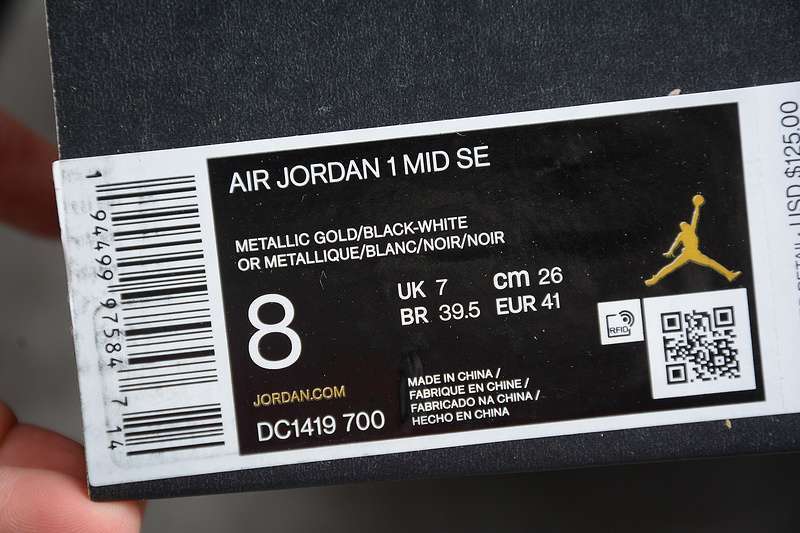 AIR JORDAN 1 MID SE
METALLIC GOLD/BLACK-WHITE
OR METALLIQUE/BLANC/NOIR/NOIR
8
UK 7 cm 26
BR 39.5 EUR 41
RFID
JORDAN.COM
DC1419 700
MADE IN CHINA /
FABRIQUE EN CHINE /
FABRICADO NA CHINA /
HECHO EN CHINA
1 94499 97584 7 14
USD $125.00